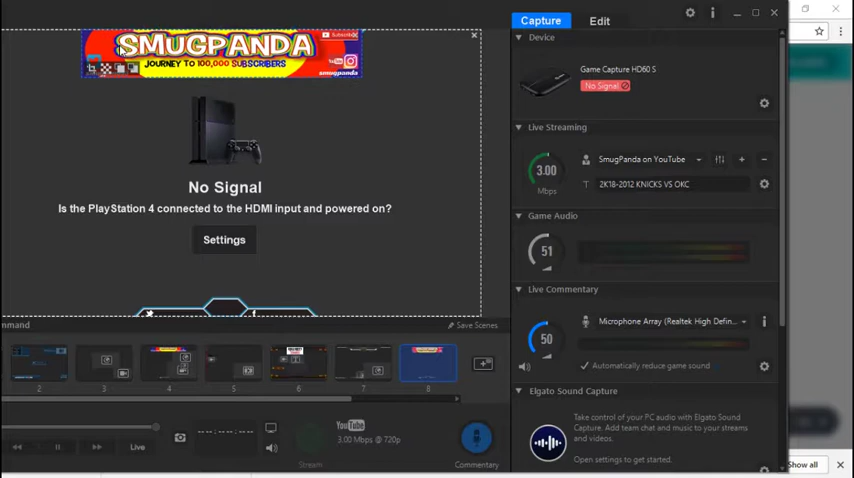 Capture
Edit
SMUGPANDA
JOURNEY TO 100,000 SUBSCRIBERS
Subscribe
smugpanda
No Signal
Is the PlayStation 4 connected to the HDMI input and powered on?
Settings
mmand
Save Scenes
2
3
4
5
6
7
8
Live
--:--:--
Stream
YouTube
3.00 Mbps @ 720p
Commentary
Device
Game Capture HD60 S
No Signal
Live Streaming
3.00
Mbps
SmugPanda on YouTube
T 2K18-2012 KNICKS VS OKC
Game Audio
51
Live Commentary
50
Microphone Array (Realtek High Defin...
Automatically reduce game sound
Elgato Sound Capture
Take control of your PC audio with Elgato Sound
Capture. Add team chat and music to your streams
and videos.
Open settings to get started.
Show all